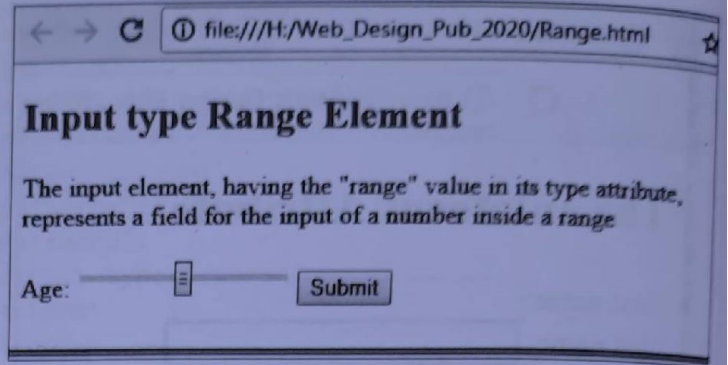 file:///H:/Web_Design_Pub_2020/Range.html
Input type Range Element
The input element, having the "range" value in its type attribute,
represents a field for the input of a number inside a range
Age: Submit